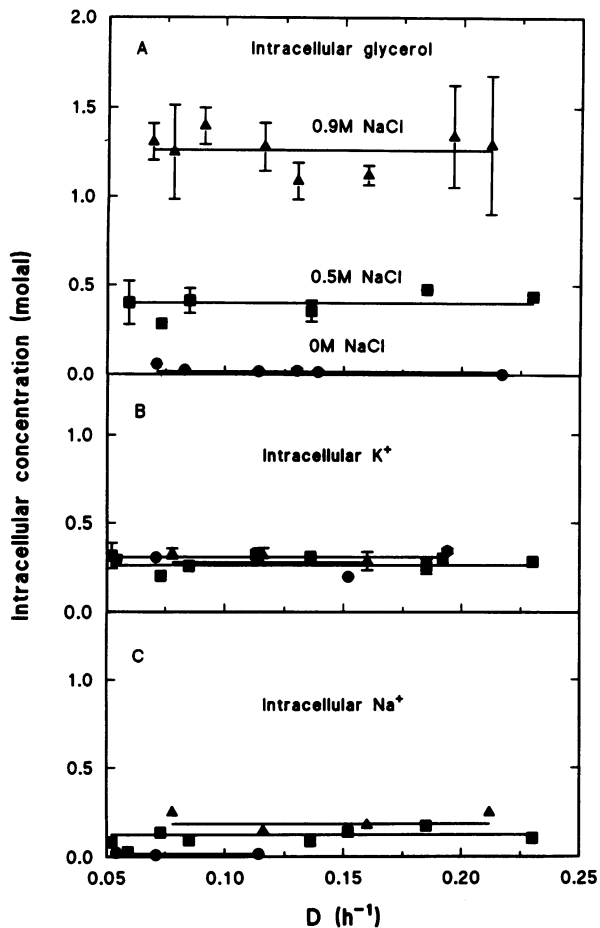 2.0
A Intracellular glycerol
1.5
0.9M NaCl
1.0
0.5
0.5M NaCl
0M NaCl
0.0
B
1.0
Intracellular K⁺
0.5
0.0
C
1.0
Intracellular Na⁺
0.5
0.0
0.05 0.10 0.15 0.20 0.25
D (h⁻¹)
Intracellular concentration (molal)